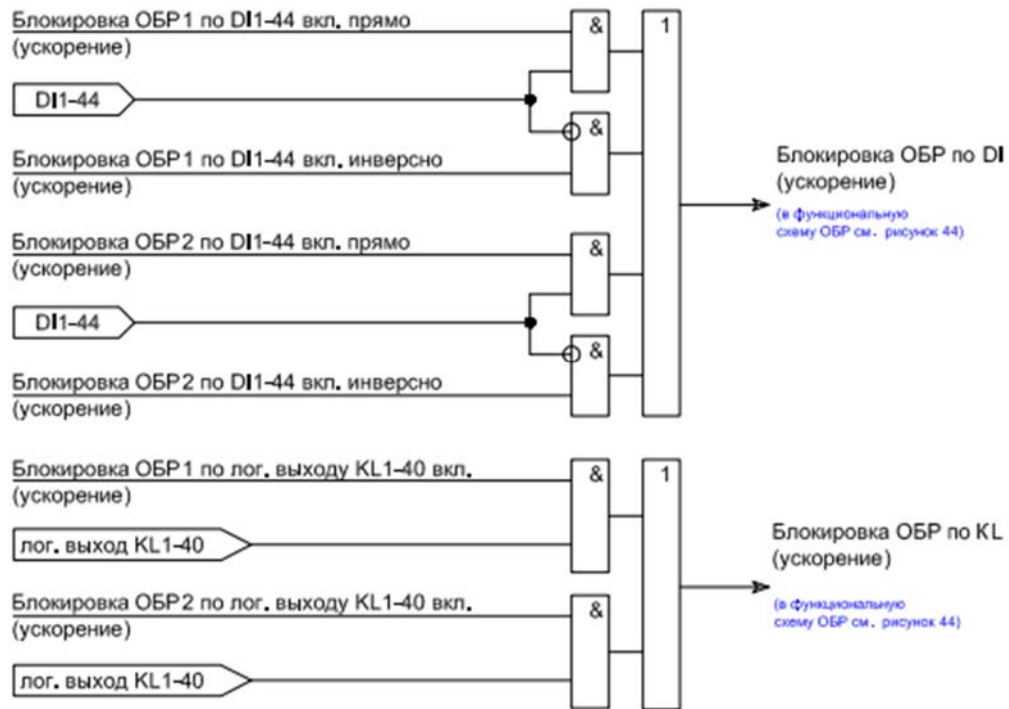 Блокировка ОБР1 по DI1-44 вкл. прямо
(ускорение)
&
1
DI1-44
&
Блокировка ОБР1 по DI1-44 вкл. инверсно
(ускорение)
Блокировка ОБР по DI
(ускорение)
(в функциональную
схему ОБР см. рисунок 44)
Блокировка ОБР2 по DI1-44 вкл. прямо
(ускорение)
&
DI1-44
&
Блокировка ОБР2 по DI1-44 вкл. инверсно
(ускорение)
Блокировка ОБР1 по лог. выходу KL1-40 вкл.
(ускорение)
&
1
лог. выход KL1-40
Блокировка ОБР по KL
(ускорение)
(в функциональную
схему ОБР см. рисунок 44)
Блокировка ОБР2 по лог. выходу KL1-40 вкл.
(ускорение)
&
лог. выход KL1-40